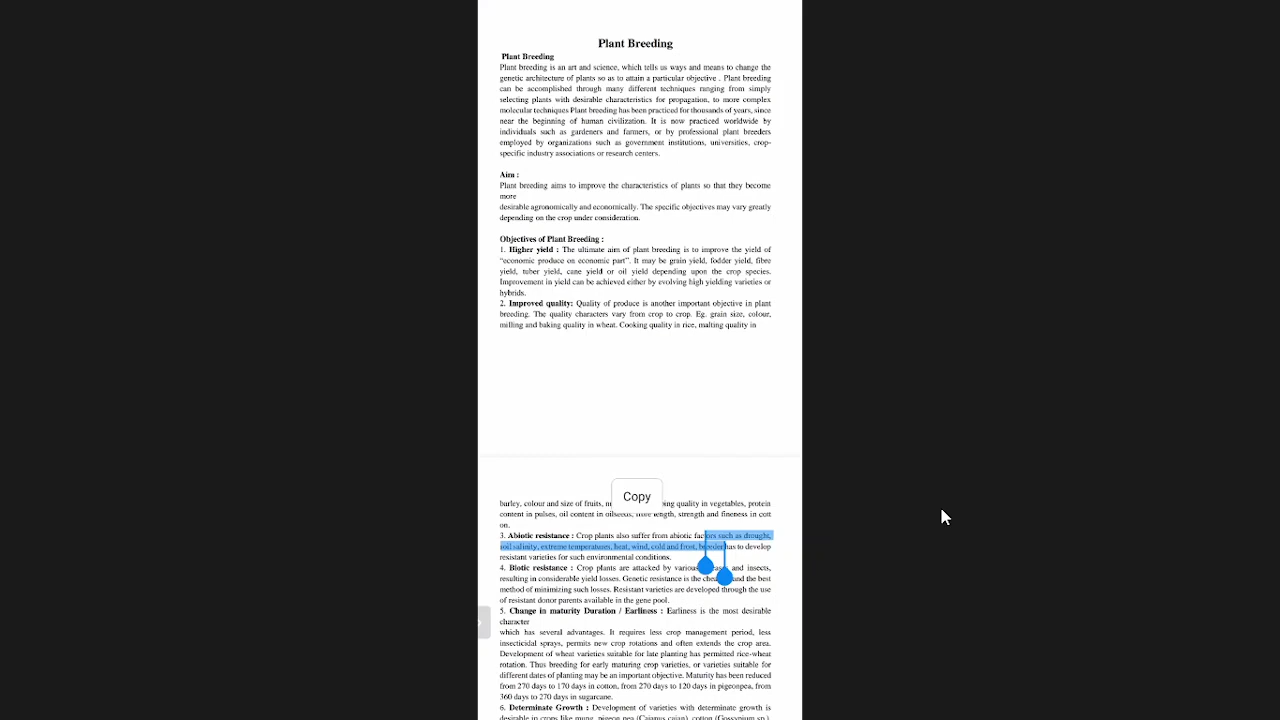 Plant Breeding
Plant Breeding
Plant breeding is an art and science, which tells us ways and means to change the
genetic architecture of plants so as to attain a particular objective . Plant breeding
can be accomplished through many different techniques ranging from simply
selecting plants with desirable characteristics for propagation, to more complex
molecular techniques Plant breeding has been practiced for thousands of years, since
near the beginning of human civilization. It is now practiced worldwide by
individuals such as gardeners and farmers, or by professional plant breeders
employed by organizations such as government institutions, universities, crop-
specific industry associations or research centers.
Aim :
Plant breeding aims to improve the characteristics of plants so that they become
more
desirable agronomically and economically. The specific objectives may vary greatly
depending on the crop under consideration.
Objectives of Plant Breeding :
1. Higher yield : The ultimate aim of plant breeding is to improve the yield of
“economic produce on economic part”. It may be grain yield, fodder yield, fibre
yield, tuber yield, cane yield or oil yield depending upon the crop species.
Improvement in yield can be achieved either by evolving high yielding varieties or
hybrids.
2. Improved quality: Quality of produce is another important objective in plant
breeding. The quality characters vary from crop to crop. Eg. grain size, colour,
milling and baking quality in wheat. Cooking quality in rice, malting quality in
Copy
barley, colour and size of fruits, quality in vegetables, protein
content in pulses, oil content in oilseeds, fibre length, strength and fineness in cott
on.
3. Abiotic resistance : Crop plants also suffer from abiotic factors such as drought,
soil salinity, extreme temperatures, heat, wind, cold and frost, breeder has to develop
resistant varieties for such environmental conditions.
4. Biotic resistance : Crop plants are attacked by various and insects,
resulting in considerable yield losses. Genetic resistance is the and the best
method of minimizing such losses. Resistant varieties are developed through the use
of resistant donor parents available in the gene pool.
5. Change in maturity Duration / Earliness : Earliness is the most desirable
character
which has several advantages. It requires less crop management period, less
insecticidal sprays, permits new crop rotations and often extends the crop area.
Development of wheat varieties suitable for late planting has permitted rice-wheat
rotation. Thus breeding for early maturing crop varieties, or varieties suitable for
different dates of planting may be an important objective. Maturity has been reduced
from 270 days to 170 days in cotton, from 270 days to 120 days in pigeonpea, from
360 days to 270 days in sugarcane.
6. Determinate Growth : Development of varieties with determinate growth is
desirable in crops like mung, pigeon pea (Cajanus cajan), cotton (Gossypium sp.),